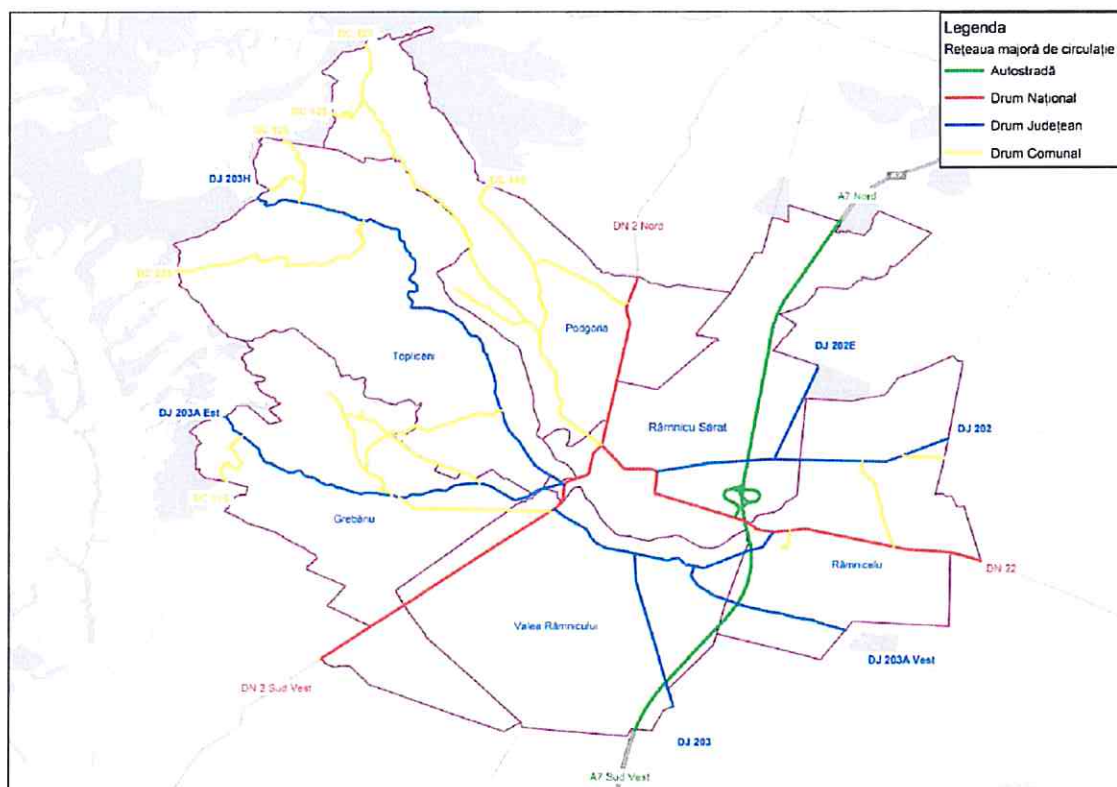 Legenda
Rețeaua majoră de circulație
Autostradă
Drum Național
Drum Județean
Drum Comunal
DJ 203H
A7 Nord
DN 2 Nord
Podgoria
DJ 202E
Topliceni
DJ 203A Est
Râmnicu Sărat
DJ 202
Grebănu
DN 22
Râmnicelu
Valea Râmnicului
DJ 203A Vest
DN 2 Sud Vest
DJ 203
A7 Sud Vest